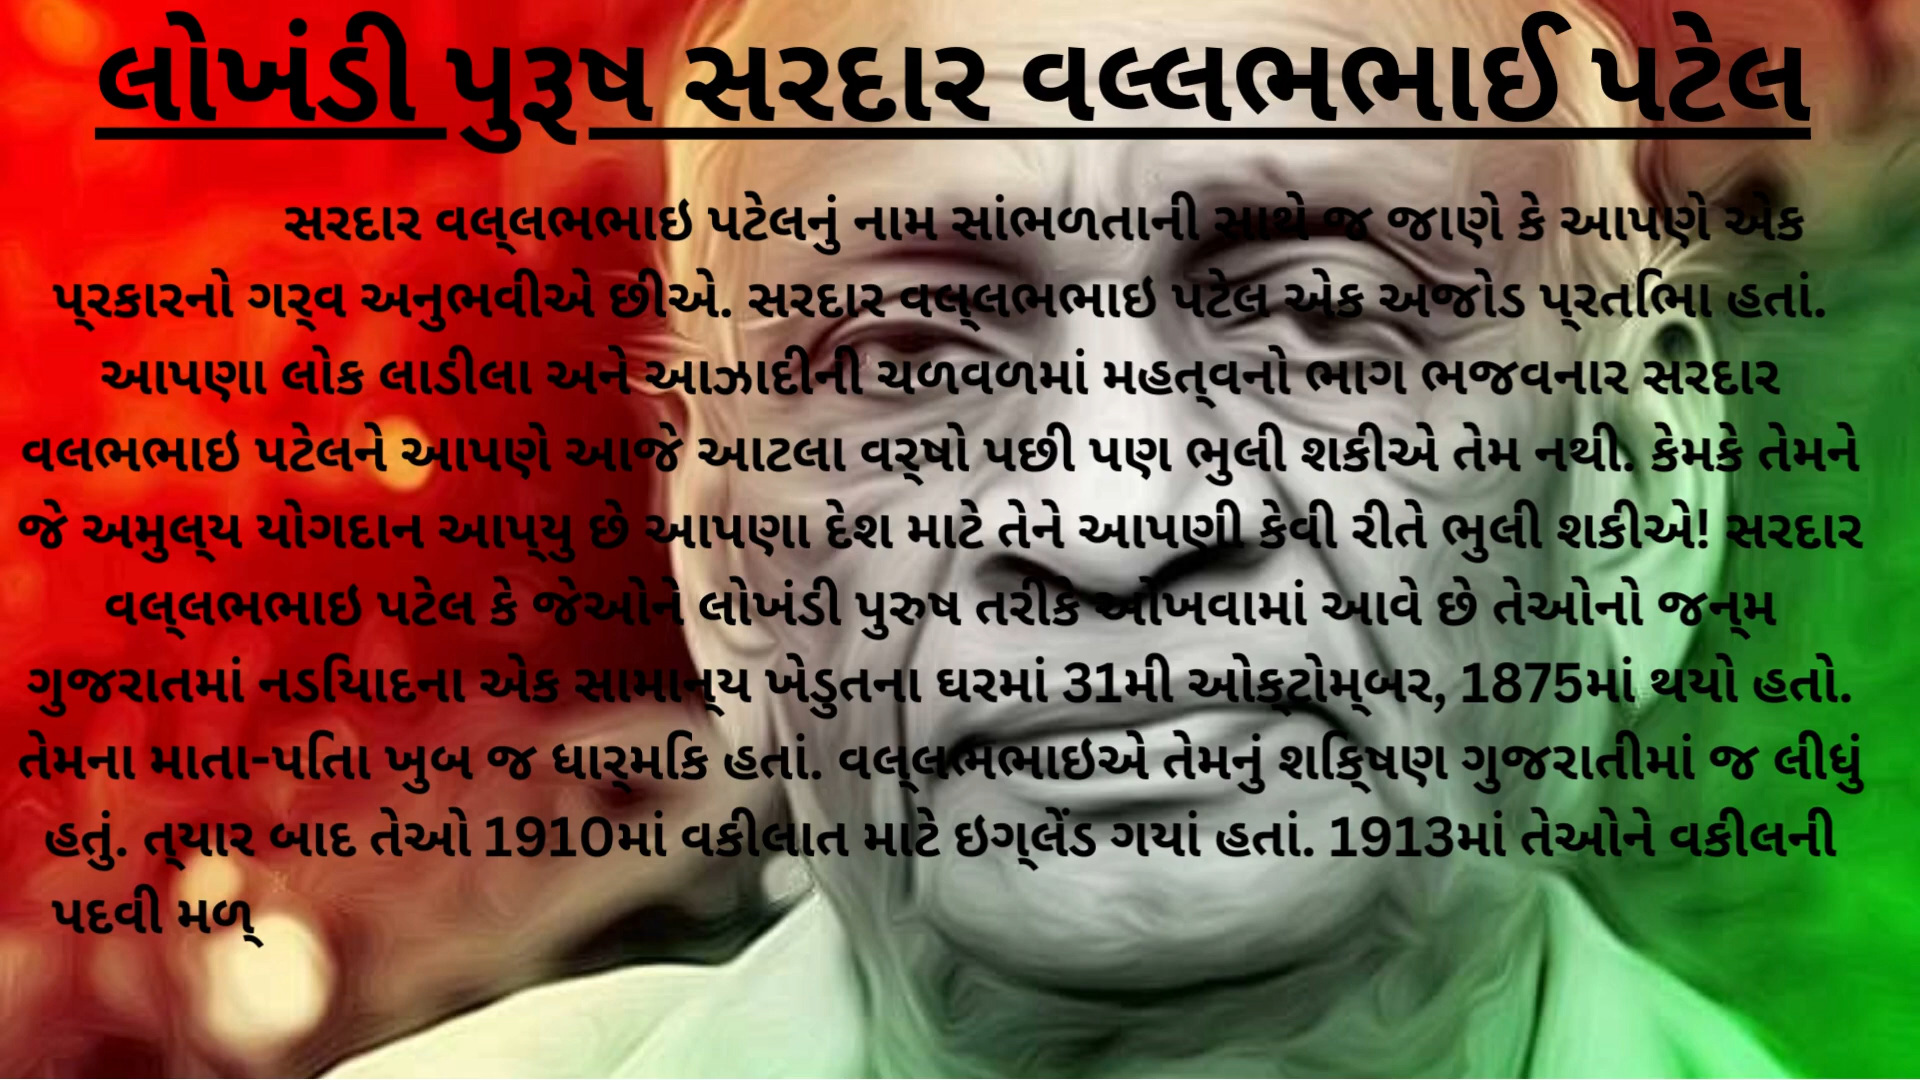 લોખંડી પુરૂષ સરદાર વલ્લભભાઈ પટેલ
સરદાર વલ્લભભાઇ પટેલનું નામ સાંભળતાની સાથે જ જાણે કે આપણે એક
પ્રકારનો ગર્વ અનુભવીએ છીએ. સરદાર વલ્લભભાઇ પટેલ એક અજોડ પ્રતિભા હતાં.
આપણા લોક લાડીલા અને આઝાદીની ચળવળમાં મહત્વનો ભાગ ભજવનાર સરદાર
વલભભાઇ પટેલને આપણે આજે આટલા વર્ષો પછી પણ ભુલી શકીએ તેમ નથી. કેમકે તેમને
જે અમુલ્ય યોગદાન આપ્યુ છે આપણા દેશ માટે તેને આપણી કેવી રીતે ભુલી શકીએ! સરદાર
વલ્લભભાઇ પટેલ કે જેઓને લોખંડી પુરુષ તરીકે ઓખવામાં આવે છે તેઓનો જન્મ
ગુજરાતમાં નડિયાદના એક સામાન્ય ખેડુતના ઘરમાં 31મી ઓક્ટોમ્બર, 1875માં થયો હતો.
તેમના માતા-પિતા ખુબ જ ધાર્મિક હતાં. વલ્લભભાઇએ તેમનું શિક્ષણ ગુજરાતીમાં જ લીધું
હતું. ત્યાર બાદ તેઓ 1910માં વકીલાત માટે ઇગ્લેંડ ગયાં હતાં. 1913માં તેઓને વકીલની
પદવી મળ્